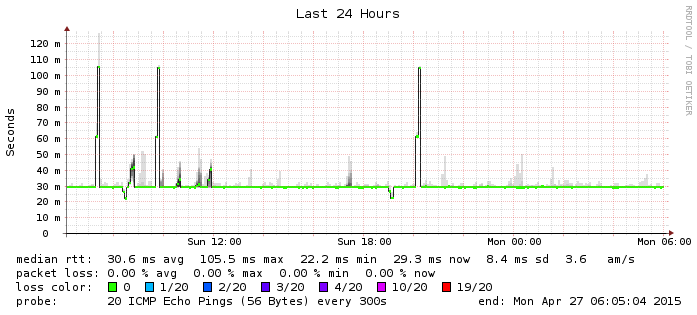 Last 24 Hours
RRDTOOL / TOBI OETIKER
Seconds
120 m
110 m
100 m
90 m
80 m
70 m
60 m
50 m
40 m
30 m
20 m
10 m
0
Sun 12:00 Sun 18:00 Mon 00:00 Mon 06:00
median rtt: 30.6 ms avg 105.5 ms max 22.2 ms min 29.3 ms now 8.4 ms sd 3.6 am/s
packet loss: 0.00 % avg 0.00 % max 0.00 % min 0.00 % now
loss color: 0 1/20 2/20 3/20 4/20 10/20 19/20
probe: 20 ICMP Echo Pings (56 Bytes) every 300s end: Mon Apr 27 06:05:04 2015